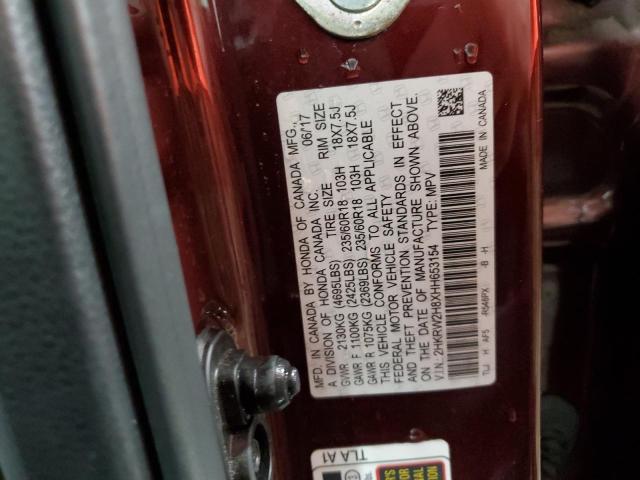 MFD. IN CANADA BY HONDA OF CANADA MFG.,
A DIVISION OF HONDA CANADA INC. 06/17
GVWR 2130KG (4695LBS) TIRE SIZE RIM SIZE
GAWR F 1100KG (2425LBS) 235/60R18 103H 18X7.5J
GAWR R 1075KG (2369LBS) 235/60R18 103H 18X7.5J
THIS VEHICLE CONFORMS TO ALL APPLICABLE
FEDERAL MOTOR VEHICLE SAFETY
AND THEFT PREVENTION STANDARDS IN EFFECT
ON THE DATE OF MANUFACTURE SHOWN ABOVE.
V.I.N.: 2HKRW2H8XHH653154 TYPE: MPV
TLJ H AF5 R546PX -B -H MADE IN CANADA
TLA A1